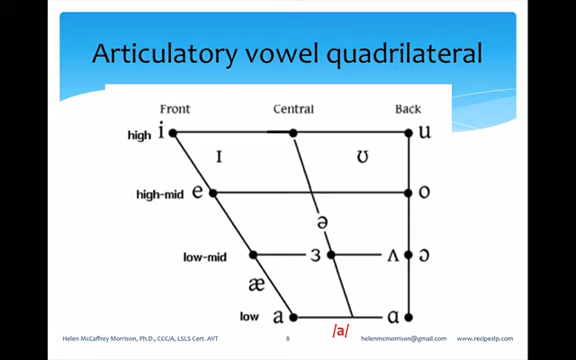 Articulatory vowel quadrilateral
Front Central Back
high i u
ɪ ʊ
high-mid e o
ə
low-mid ɜ ʌ ɔ
æ
low a ɑ
/a/
Helen McCaffrey Morrison, Ph.D., CCC/A, LSLS Cert. AVT 8 helenmcmorrison@gmail.com www.recipeslp.com